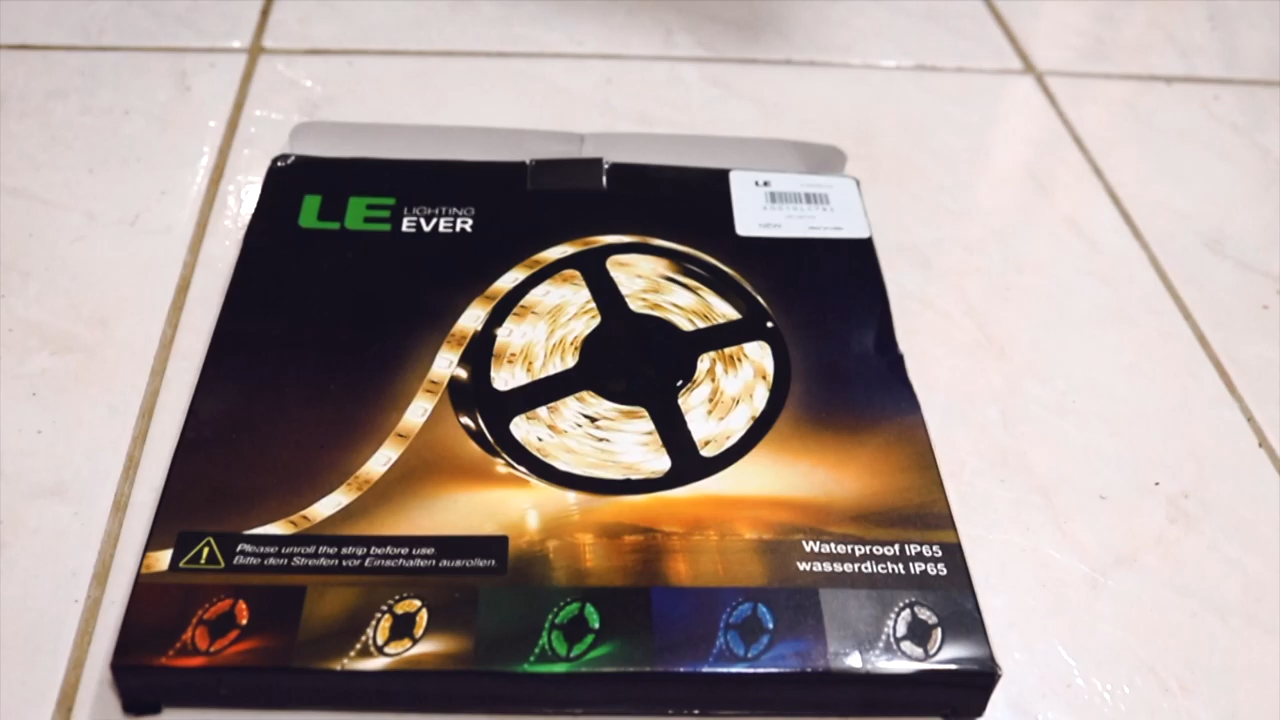 LE LIGHTING
EVER
LE
Please unroll the strip before use.
Bitte den Streifen vor Einschalten ausrollen.
Waterproof IP65
wasserdicht IP65